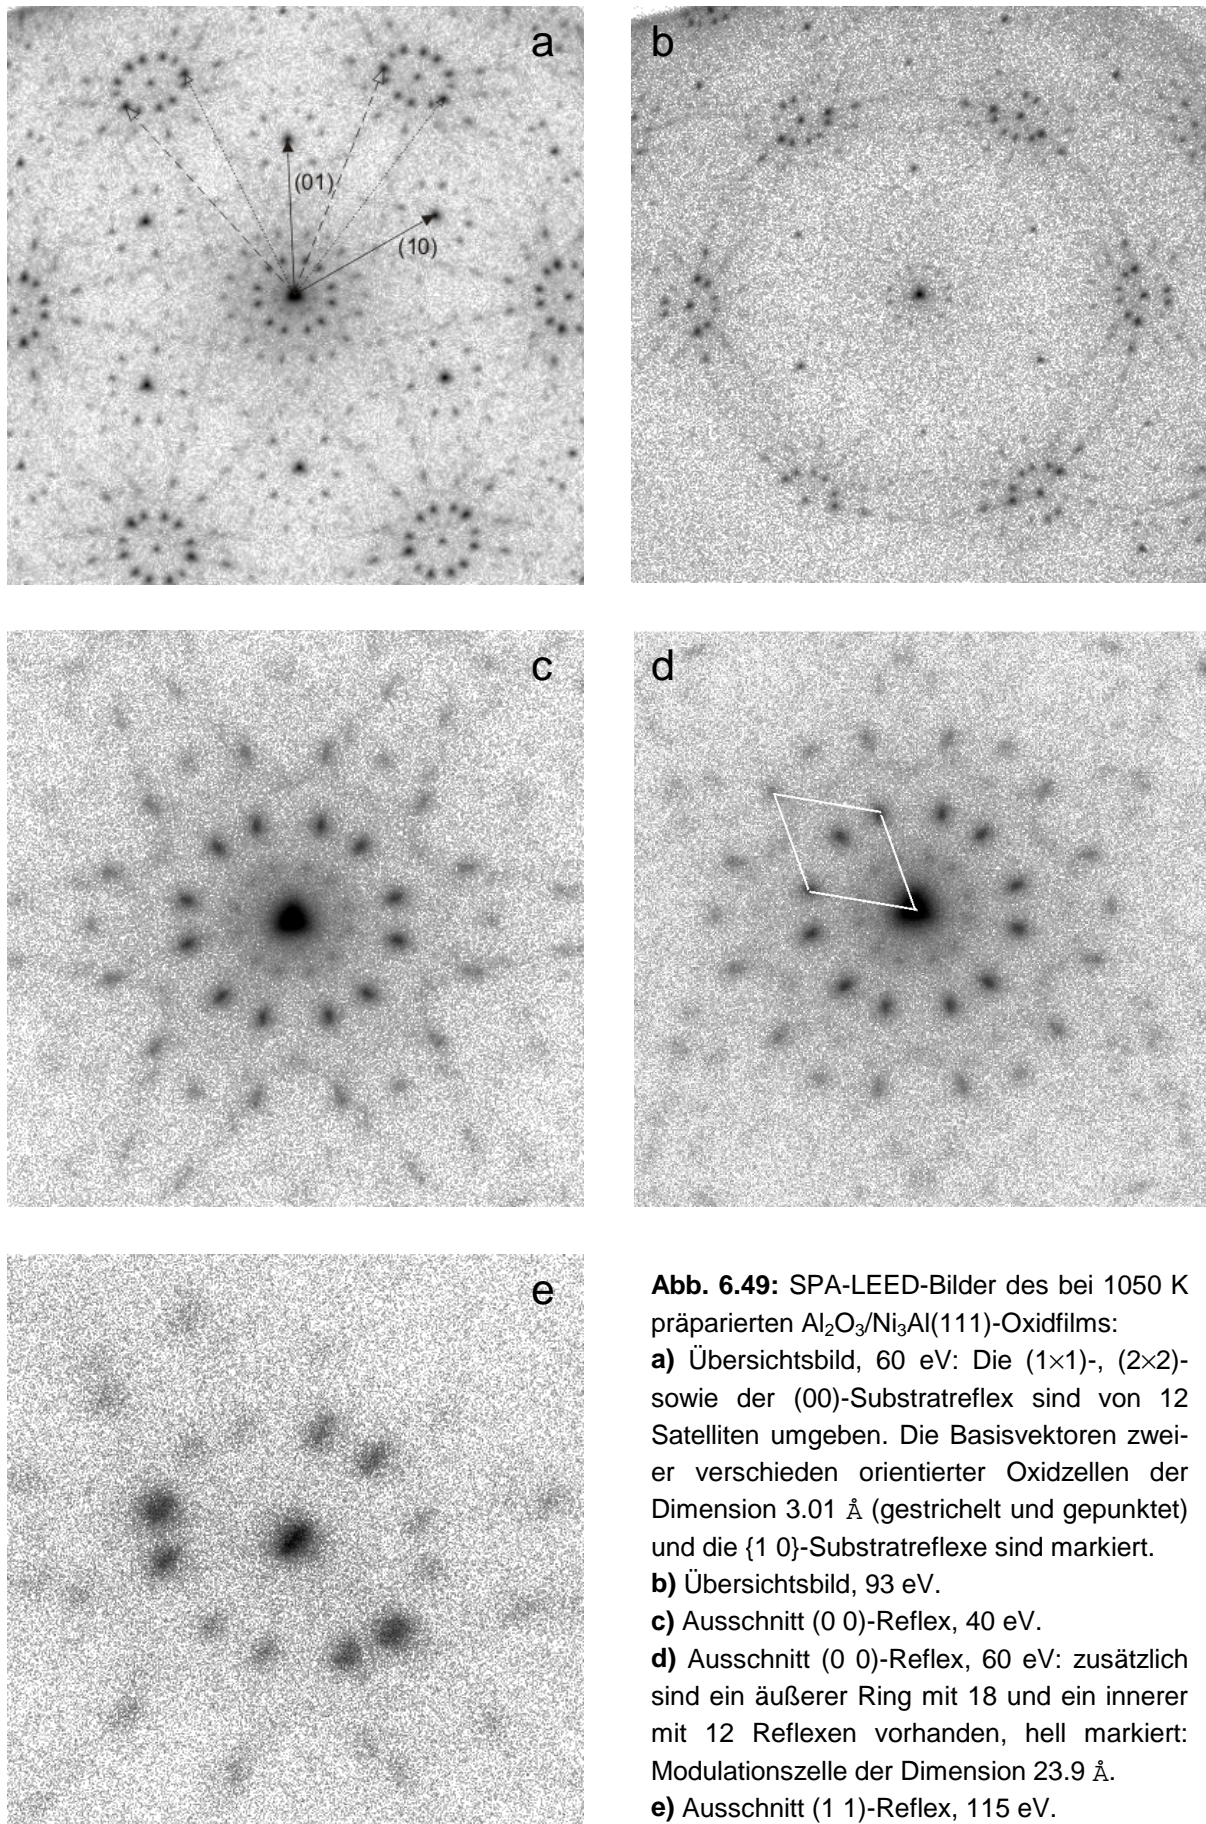 a
b
(01)
(10)
c
d
e
Abb. 6.49: SPA-LEED-Bilder des bei 1050 K
präparierten Al₂O₃/Ni₃Al(111)-Oxidfilms:
a) Übersichtsbild, 60 eV: Die (1×1)-, (2×2)-
sowie der (00)-Substratreflex sind von 12
Satelliten umgeben. Die Basisvektoren zwei-
er verschieden orientierter Oxidzellen der
Dimension 3.01 Å (gestrichelt und gepunktet)
und die {1 0}-Substratreflexe sind markiert.
b) Übersichtsbild, 93 eV.
c) Ausschnitt (0 0)-Reflex, 40 eV.
d) Ausschnitt (0 0)-Reflex, 60 eV: zusätzlich
sind ein äußerer Ring mit 18 und ein innerer
mit 12 Reflexen vorhanden, hell markiert:
Modulationszelle der Dimension 23.9 Å.
e) Ausschnitt (1 1)-Reflex, 115 eV.